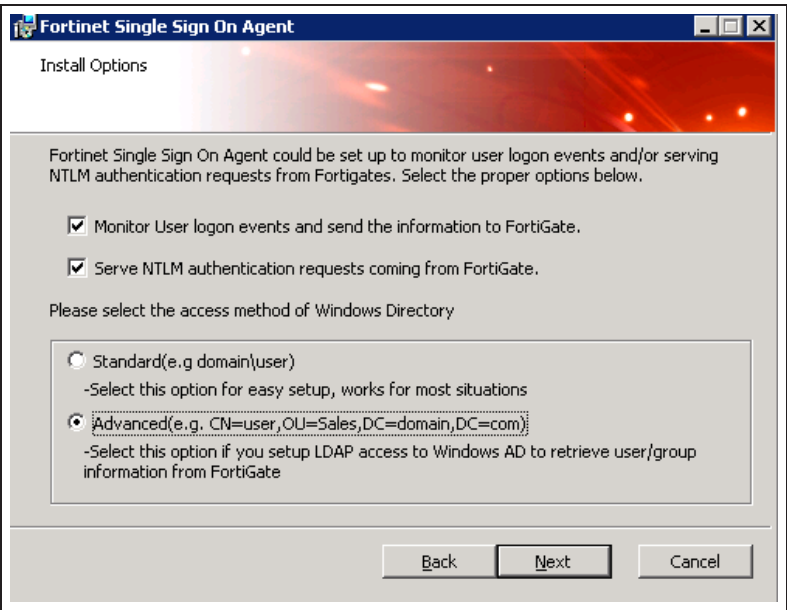 Fortinet Single Sign On Agent
Install Options
Fortinet Single Sign On Agent could be set up to monitor user logon events and/or serving
NTLM authentication requests from Fortigates. Select the proper options below.
Monitor User logon events and send the information to FortiGate.
Serve NTLM authentication requests coming from FortiGate.
Please select the access method of Windows Directory
Standard(e.g domain\user)
-Select this option for easy setup, works for most situations
Advanced(e.g. CN=user,OU=Sales,DC=domain,DC=com)
-Select this option if you setup LDAP access to Windows AD to retrieve user/group
information from FortiGate
Back Next Cancel